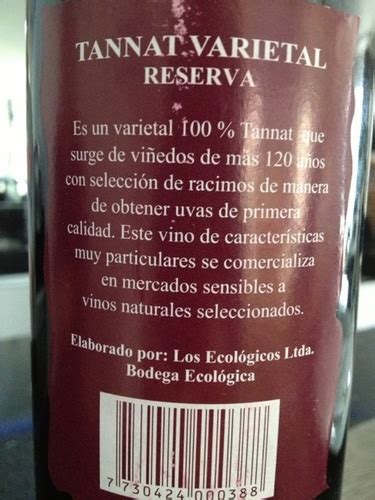 TANNAT VARIETAL
RESERVA
Es un varietal 100 % Tannat que
surge de viñedos de más 120 años
con selección de racimos de manera
de obtener uvas de primera
calidad. Este vino de características
muy particulares se comercializa
en mercados sensibles a
vinos naturales seleccionados.
Elaborado por: Los Ecológicos Ltda.
Bodega Ecológica
7 730424 000388